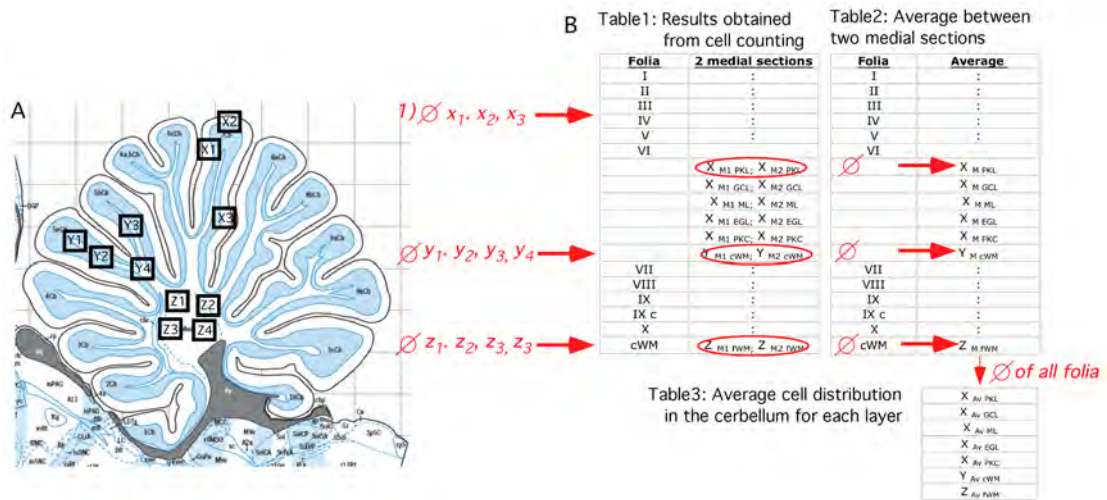 A
B
Table1: Results obtained
from cell counting
Table2: Average between
two medial sections
X2
X1
X3
Y1
Y2
Y3
Y4
Z1
Z2
Z3
Z4
1) ∅ x1. x2, x3
∅ y1. y2, y3, y4
∅ z1. z2, z3, z3
Folia 2 medial sections
I :
II :
III :
IV :
V :
VI
X M1 PKL; X M2 PKL
X M1 GCL; X M2 GCL
X M1 ML; X M2 ML
X M1 EGL; X M2 EGL
X M1 PKC; X M2 PKC
Y M1 cWM; Y M2 cWM
VII :
VIII :
IX :
IX c :
X :
cWM Z M1 fWM; Z M2 fWM
Folia Average
I :
II :
III :
IV :
V :
VI
∅ X M PKL
X M GCL
X M ML
X M EGL
X M PKC
∅ Y M cWM
VII :
VIII :
IX :
IX c :
X :
∅ cWM Z M fWM
∅ of all folia
Table3: Average cell distribution
in the cerbellum for each layer
X Av PKL
X Av GCL
X Av ML
X Av EGL
X Av PKC
Y Av cWM
Z Av fWM